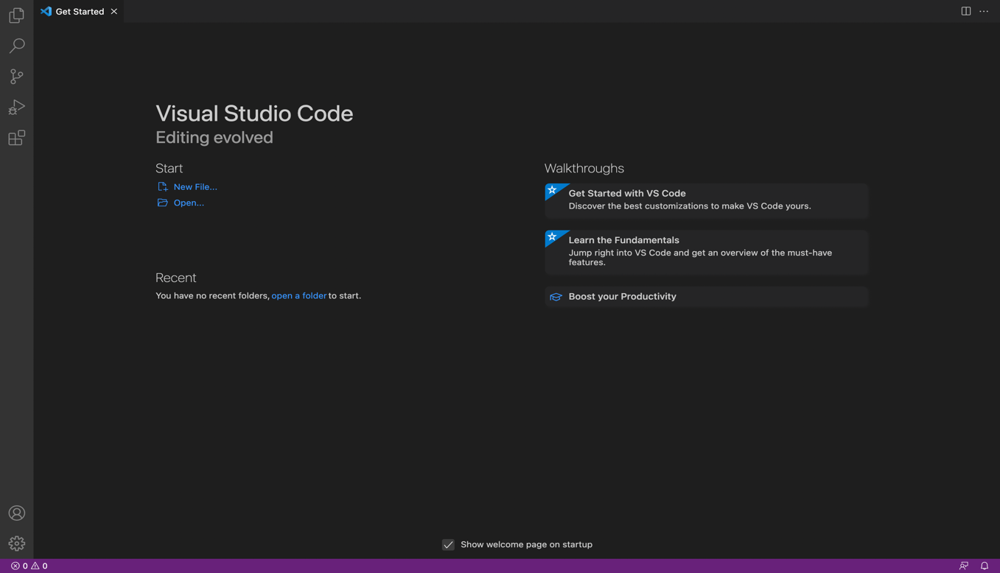 Get Started
Visual Studio Code
Editing evolved
Start
New File...
Open...
Recent
You have no recent folders, open a folder to start.
Walkthroughs
Get Started with VS Code
Discover the best customizations to make VS Code yours.
Learn the Fundamentals
Jump right into VS Code and get an overview of the must-have
features.
Boost your Productivity
Show welcome page on startup
0 0